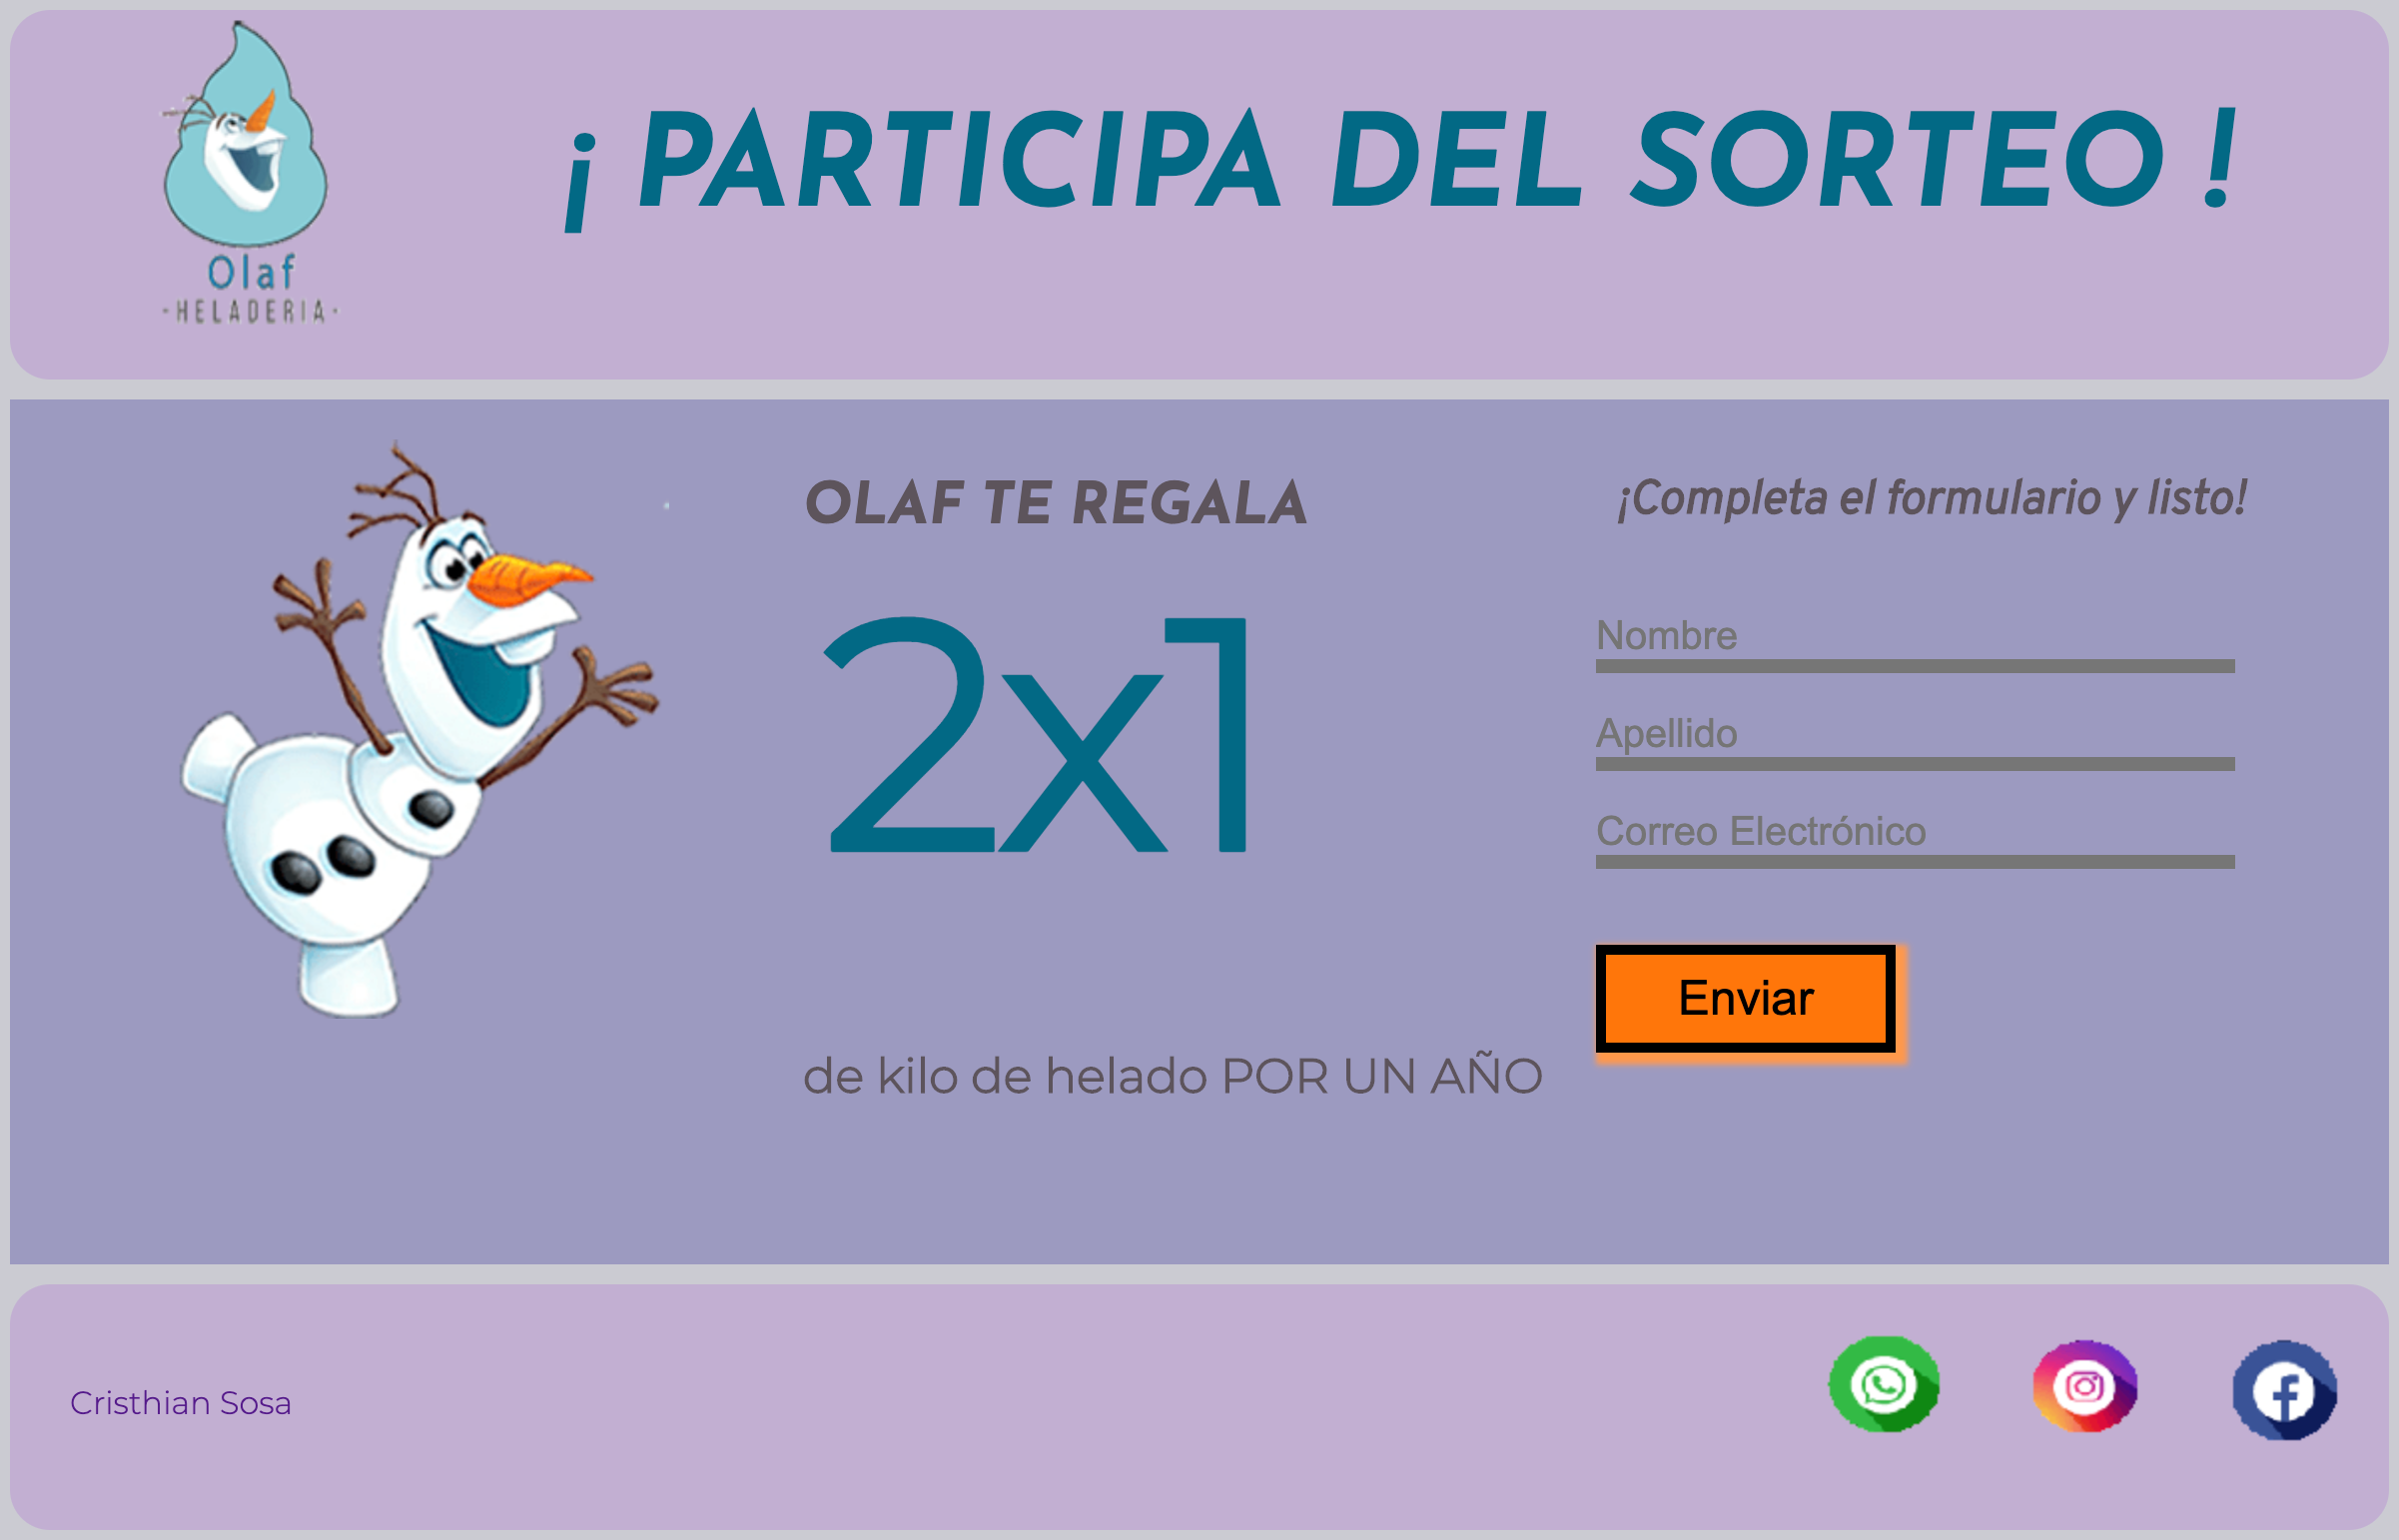 Olaf
-HELADERIA-
¡ PARTICIPA DEL SORTEO !
OLAF TE REGALA
2x1
de kilo de helado POR UN AÑO
¡Completa el formulario y listo!
Nombre
Apellido
Correo Electrónico
Enviar
Cristhian Sosa